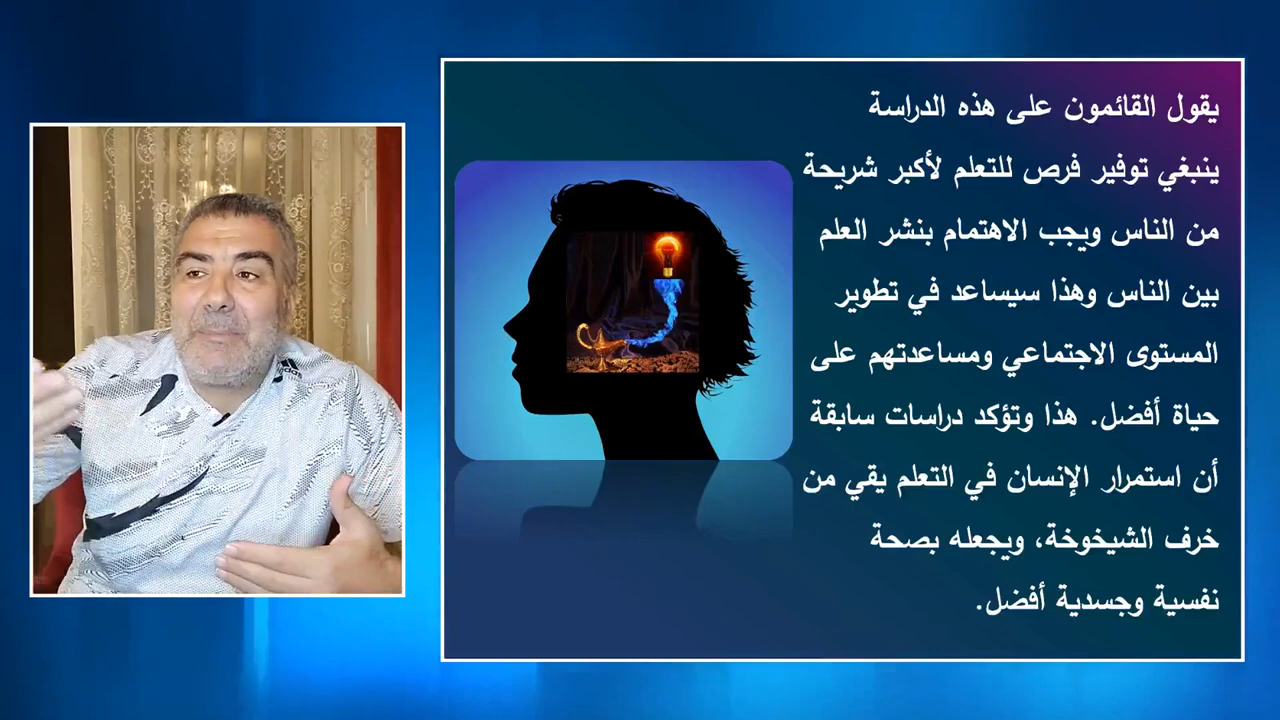 يقول القائمون على هذه الدراسة
ينبغي توفير فرص للتعلم لأكبر شريحة
من الناس ويجب الاهتمام بنشر العلم
بين الناس وهذا سيساعد في تطوير
المستوى الاجتماعي ومساعدتهم على
حياة أفضل. هذا وتؤكد دراسات سابقة
أن استمرار الإنسان في التعلم يقي من
خرف الشيخوخة، ويجعله بصحة
نفسية وجسدية أفضل.